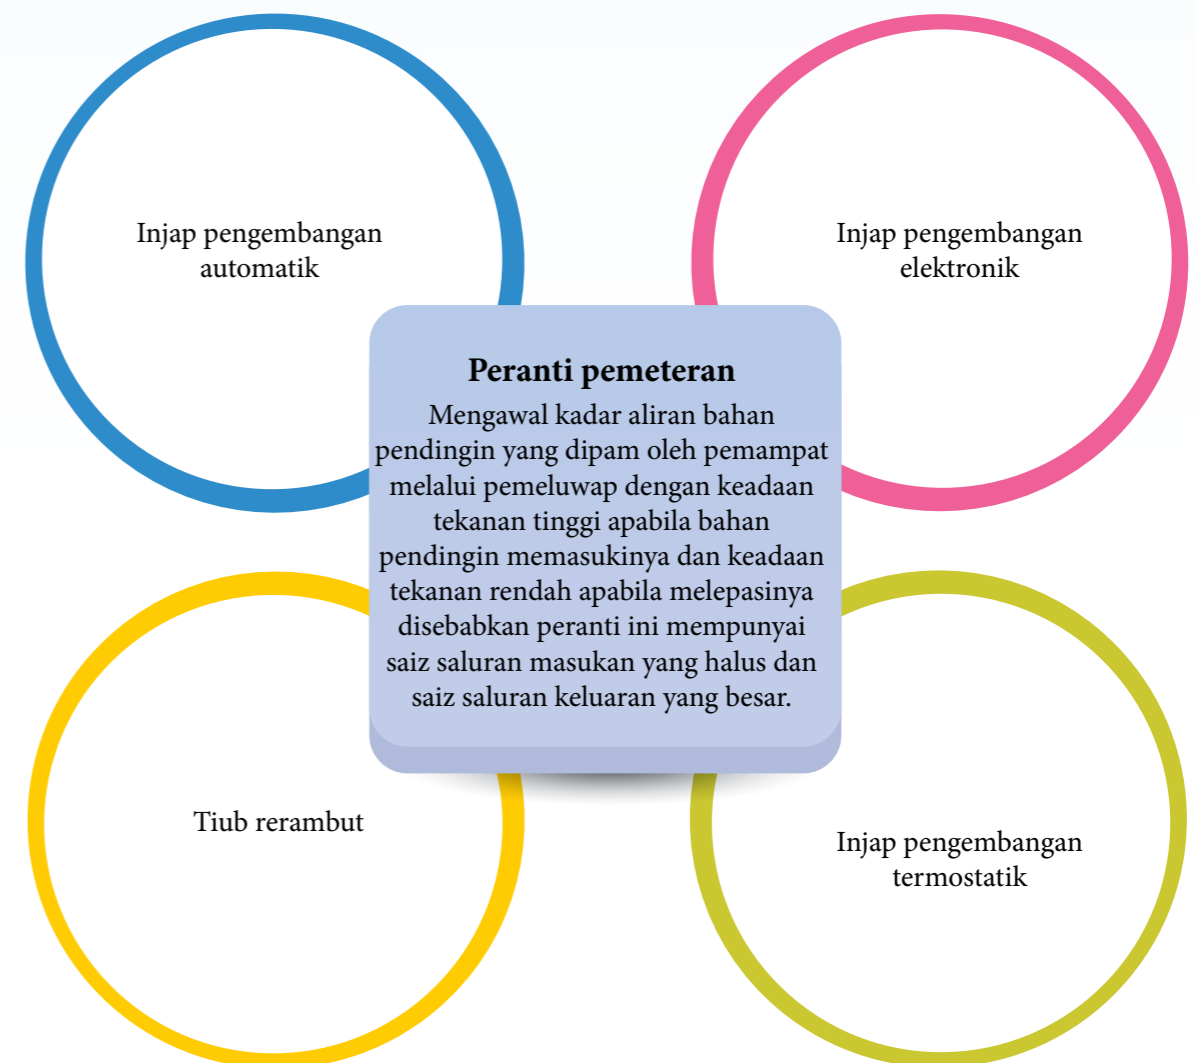 Injap pengembangan
automatik
Injap pengembangan
elektronik
Peranti pemeteran
Mengawal kadar aliran bahan
pendingin yang dipam oleh pemampat
melalui pemeluwap dengan keadaan
tekanan tinggi apabila bahan
pendingin memasukinya dan keadaan
tekanan rendah apabila melepasinya
disebabkan peranti ini mempunyai
saiz saluran masukan yang halus dan
saiz saluran keluaran yang besar.
Tiub rerambut
Injap pengembangan
termostatik